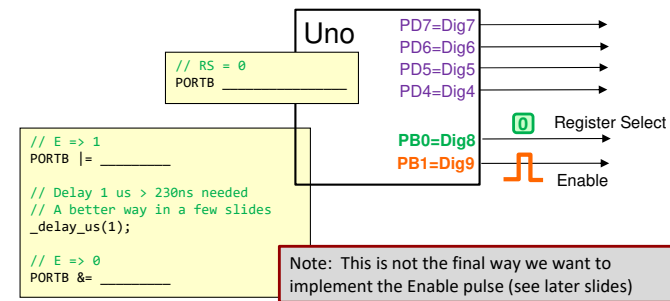 Uno
PD7=Dig7
PD6=Dig6
PD5=Dig5
PD4=Dig4
// RS = 0
PORTB ________________
0 Register Select
PB0=Dig8
PB1=Dig9
Enable
// E => 1
PORTB |= _________
// Delay 1 us > 230ns needed
// A better way in a few slides
_delay_us(1);
// E => 0
PORTB &= _________
Note: This is not the final way we want to
implement the Enable pulse (see later slides)